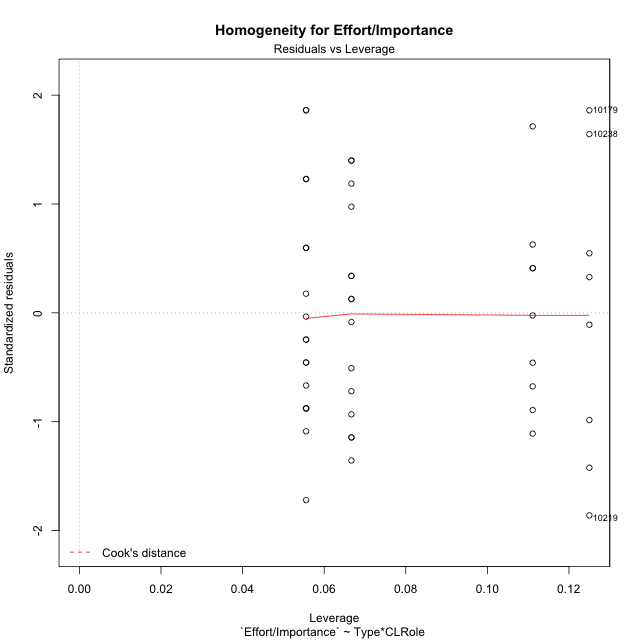 Homogeneity for Effort/Importance
Residuals vs Leverage
Standardized residuals
2
1
0
-1
-2
10179
10238
10219
Cook's distance
0.00 0.02 0.04 0.06 0.08 0.10 0.12
Leverage
`Effort/Importance` ~ Type*CLRole